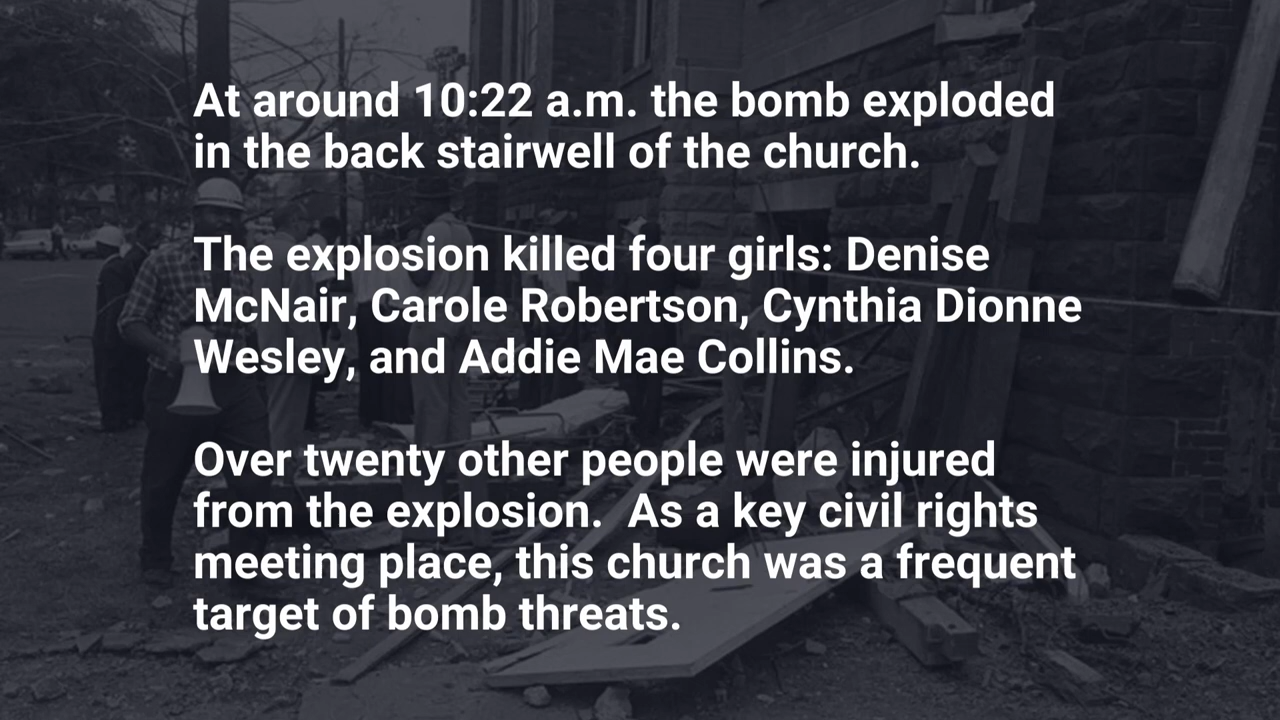 At around 10:22 a.m. the bomb exploded
in the back stairwell of the church.
The explosion killed four girls: Denise
McNair, Carole Robertson, Cynthia Dionne
Wesley, and Addie Mae Collins.
Over twenty other people were injured
from the explosion.  As a key civil rights
meeting place, this church was a frequent
target of bomb threats.